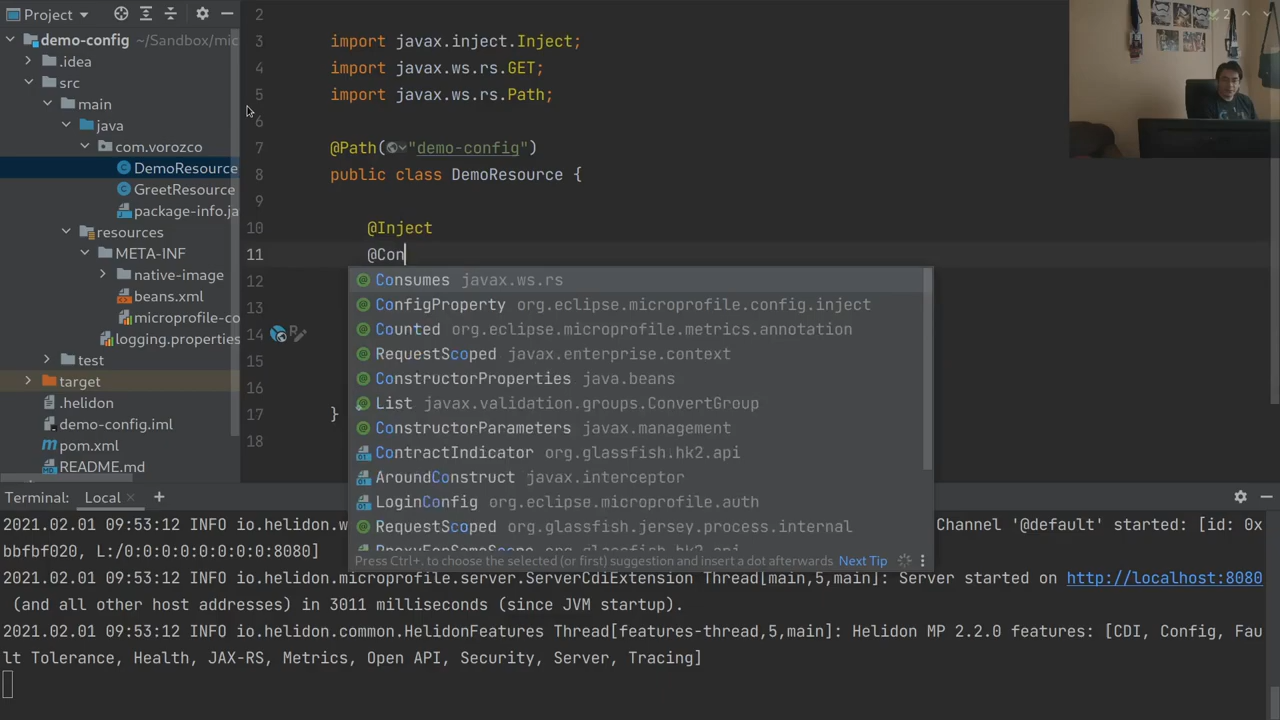 Project
demo-config ~/Sandbox/mic
.idea
src
main
java
com.vorozco
DemoResource
GreetResource
package-info.ja
resources
META-INF
native-image
beans.xml
microprofile-co
logging.properties
test
target
.helidon
demo-config.iml
pom.xml
README.md
2
2
3 import javax.inject.Inject;
4 import javax.ws.rs.GET;
5 import javax.ws.rs.Path;
6
7 @Path("demo-config")
8 public class DemoResource {
9
10 @Inject
11 @Con
12
13
14
15
16
17 }
18
Consumes javax.ws.rs
ConfigProperty org.eclipse.microprofile.config.inject
Counted org.eclipse.microprofile.metrics.annotation
RequestScoped javax.enterprise.context
ConstructorProperties java.beans
List javax.validation.groups.ConvertGroup
ConstructorParameters javax.management
ContractIndicator org.glassfish.hk2.api
AroundConstruct javax.interceptor
LoginConfig org.eclipse.microprofile.auth
RequestScoped org.glassfish.jersey.process.internal
ProxyForSameScope org.glassfish.hk2.api
Press Ctrl+. to choose the selected (or first) suggestion and insert a dot afterwards Next Tip
Terminal: Local × +
2021.02.01 09:53:12 INFO io.helidon.w Channel '@default' started: [id: 0x
bbfbf020, L:/0:0:0:0:0:0:0:0:8080]
2021.02.01 09:53:12 INFO io.helidon.microprofile.server.ServerCdiExtension Thread[main,5,main]: Server started on http://localhost:8080
(and all other host addresses) in 3011 milliseconds (since JVM startup).
2021.02.01 09:53:12 INFO io.helidon.common.HelidonFeatures Thread[features-thread,5,main]: Helidon MP 2.2.0 features: [CDI, Config, Fau
lt Tolerance, Health, JAX-RS, Metrics, Open API, Security, Server, Tracing]